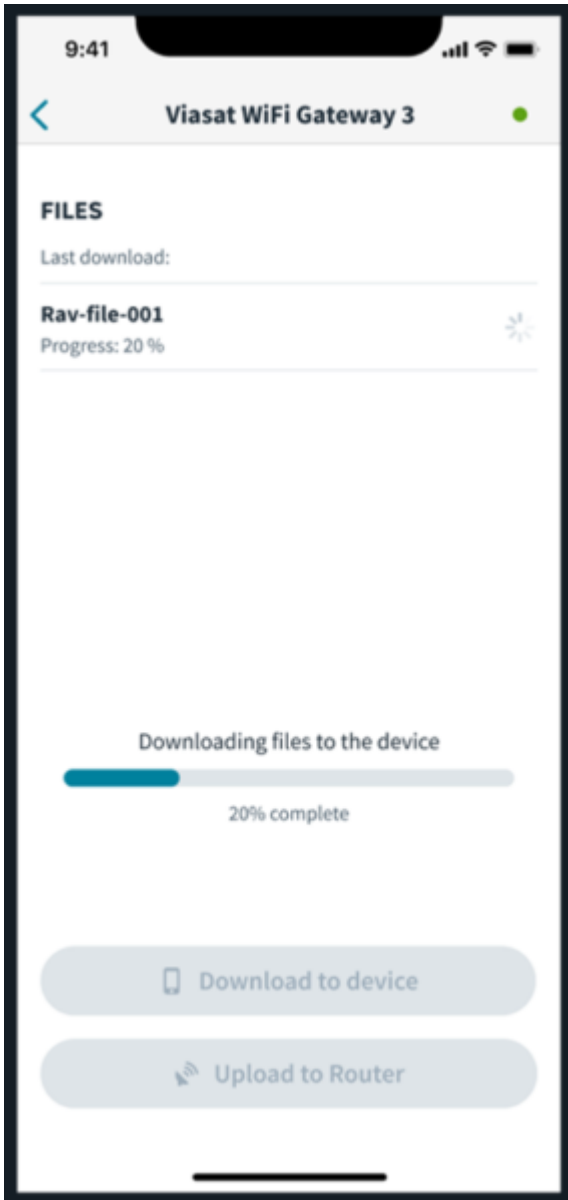 9:41
Viasat WiFi Gateway 3
FILES
Last download:
Rav-file-001
Progress: 20 %
Downloading files to the device
20% complete
Download to device
Upload to Router